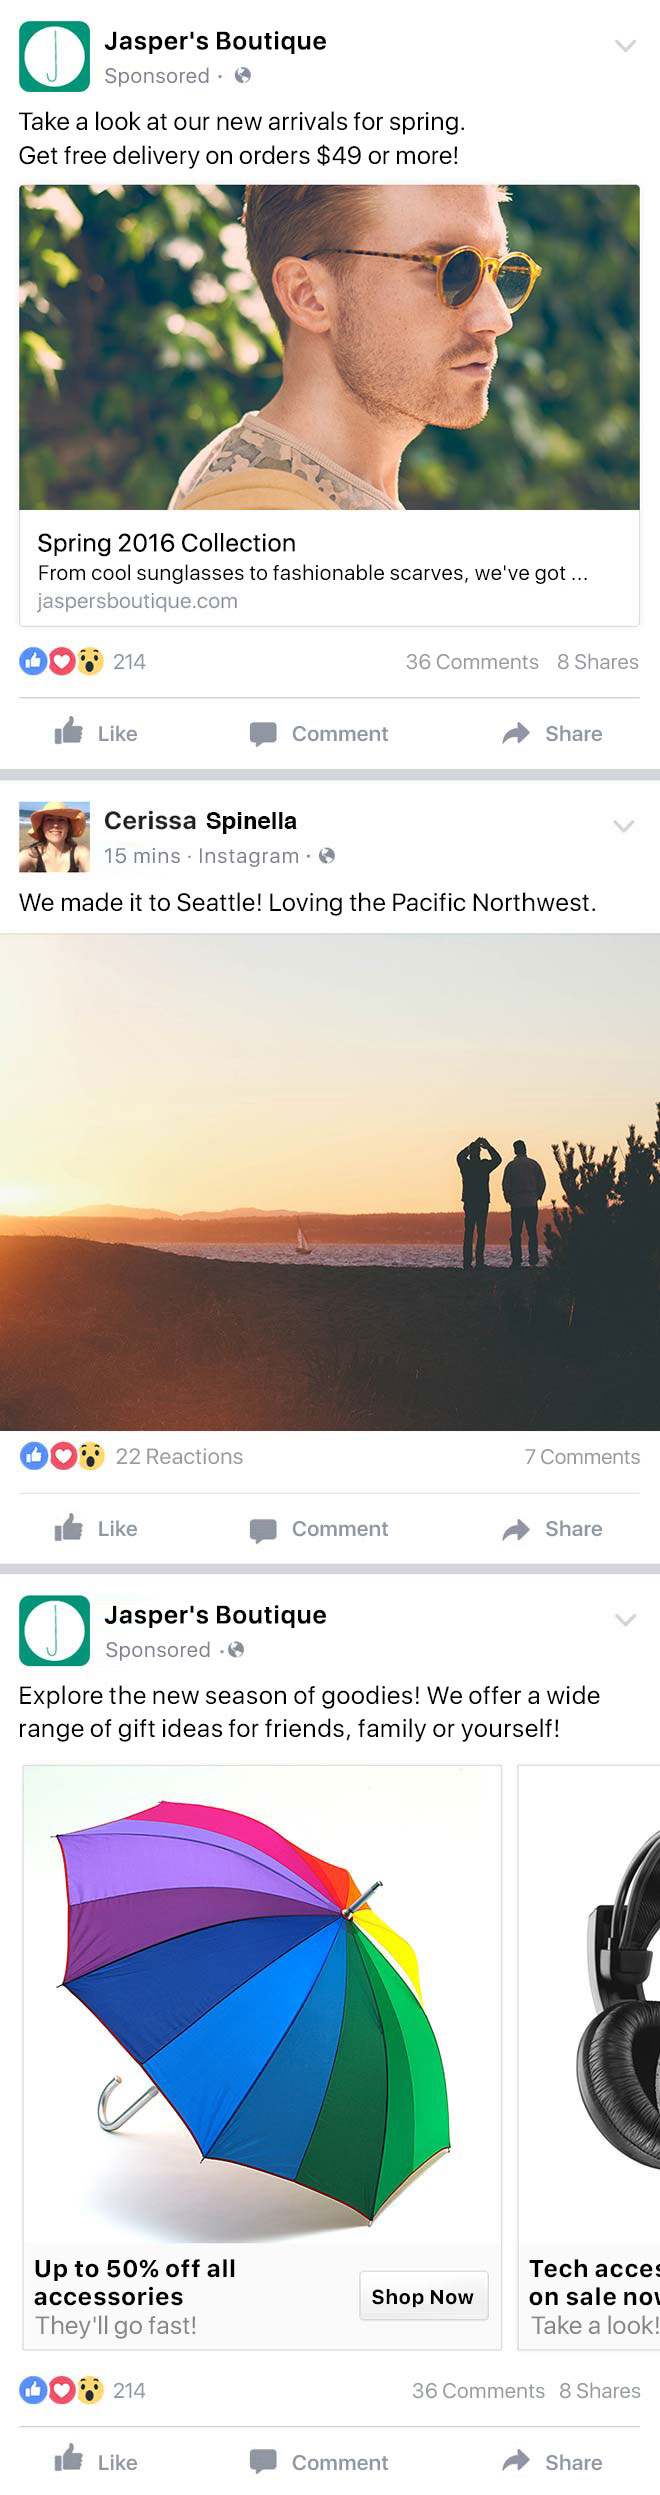 Jasper's Boutique
Sponsored ·
Take a look at our new arrivals for spring.
Get free delivery on orders $49 or more!
Spring 2016 Collection
From cool sunglasses to fashionable scarves, we've got ...
jaspersboutique.com
214 36 Comments 8 Shares
Like Comment Share
Cerissa Spinella
15 mins · Instagram ·
We made it to Seattle! Loving the Pacific Northwest.
22 Reactions 7 Comments
Like Comment Share
Jasper's Boutique
Sponsored ·
Explore the new season of goodies! We offer a wide
range of gift ideas for friends, family or yourself!
Up to 50% off all
accessories
They'll go fast!
Shop Now
Tech acces
on sale now
Take a look!
214 36 Comments 8 Shares
Like Comment Share